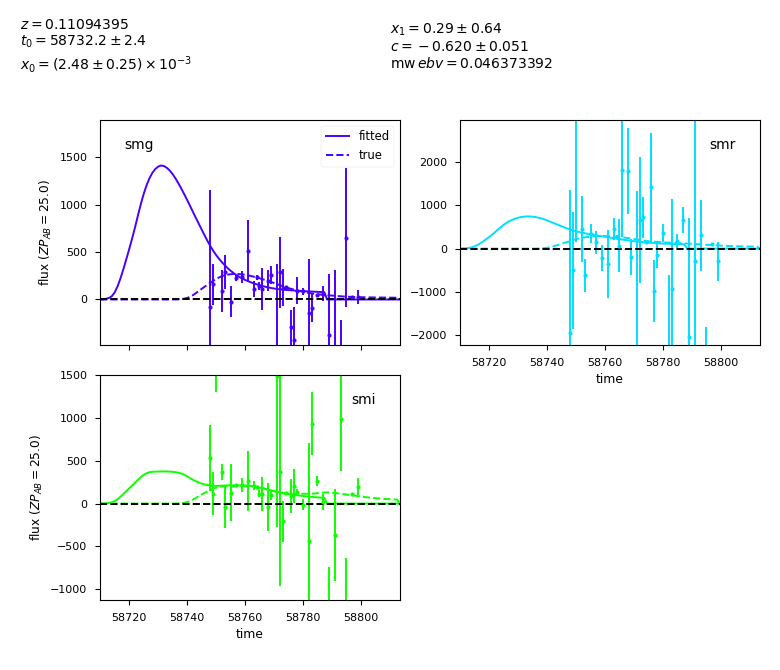 z = 0.11094395
t₀ = 58732.2 ± 2.4
x₀ = (2.48 ± 0.25) × 10⁻³
x₁ = 0.29 ± 0.64
c = −0.620 ± 0.051
mw ebv = 0.046373392
smg
fitted
true
1500
1000
500
0
flux (ZP_AB = 25.0)
smr
2000
1000
0
−1000
−2000
58720 58740 58760 58780 58800
time
smi
1500
1000
500
0
−500
−1000
flux (ZP_AB = 25.0)
58720 58740 58760 58780 58800
time